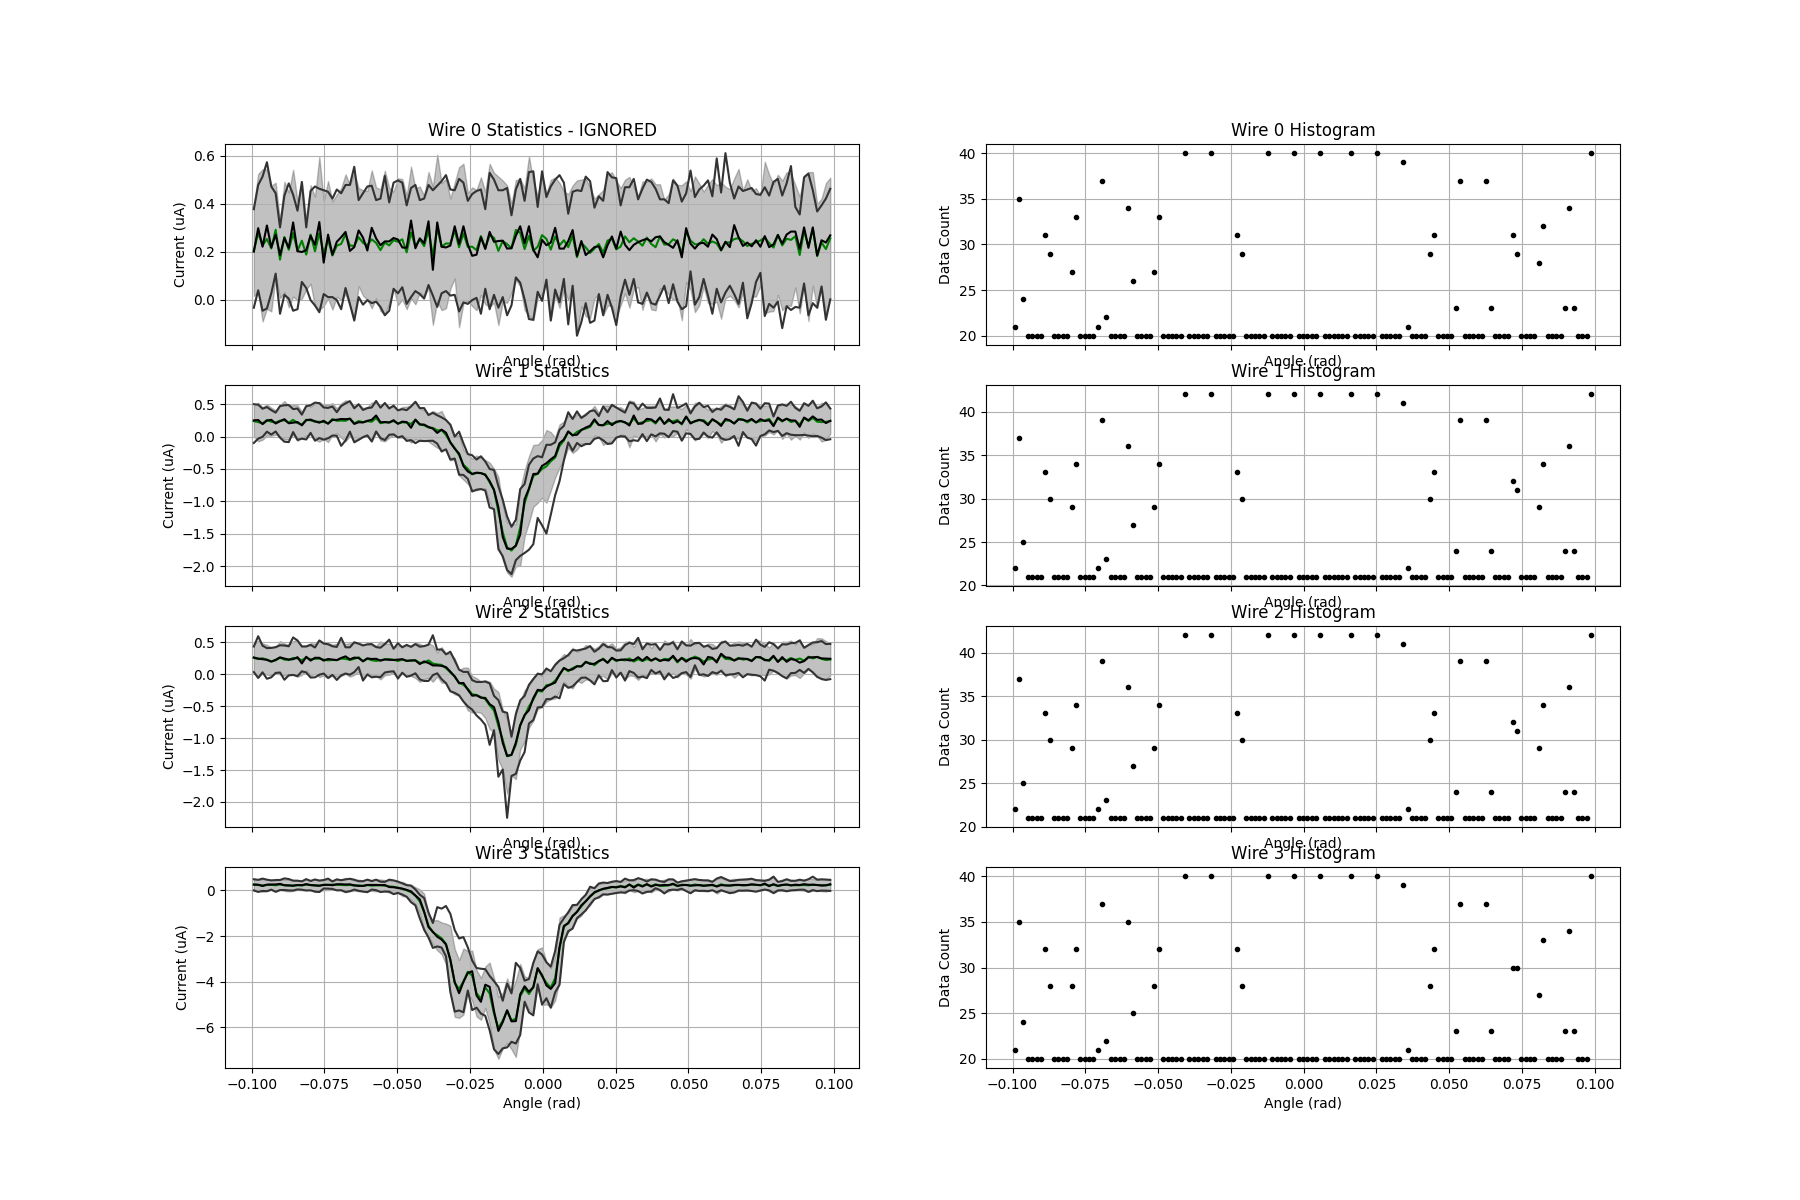 Wire 0 Statistics - IGNORED
Current (uA)
0.6
0.4
0.2
0.0
Angle (rad)
Wire 0 Histogram
Data Count
40
35
30
25
20
Angle (rad)
Wire 1 Statistics
Current (uA)
0.5
0.0
−0.5
−1.0
−1.5
−2.0
Angle (rad)
Wire 1 Histogram
Data Count
40
35
30
25
20
Angle (rad)
Wire 2 Statistics
Current (uA)
0.5
0.0
−0.5
−1.0
−1.5
−2.0
Angle (rad)
Wire 2 Histogram
Data Count
40
35
30
25
20
Angle (rad)
Wire 3 Statistics
Current (uA)
0
−2
−4
−6
−0.100 −0.075 −0.050 −0.025 0.000 0.025 0.050 0.075 0.100
Angle (rad)
Wire 3 Histogram
Data Count
40
35
30
25
20
−0.100 −0.075 −0.050 −0.025 0.000 0.025 0.050 0.075 0.100
Angle (rad)